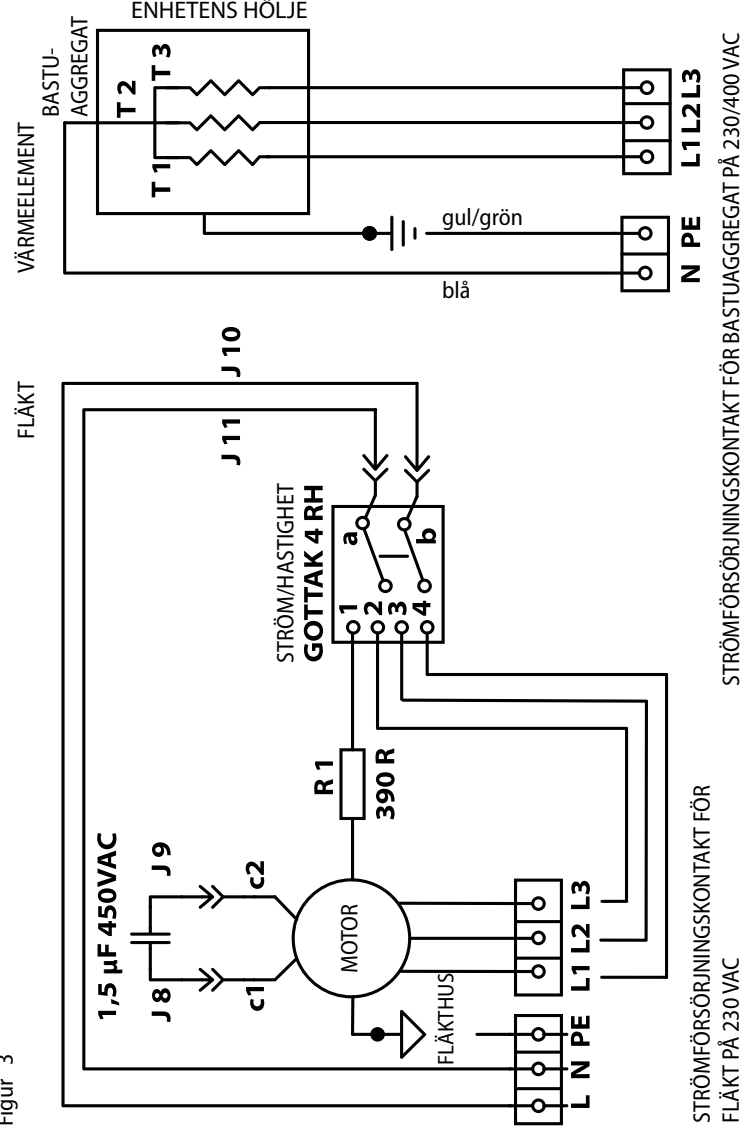 Figur 3
FLÄKT
VÄRMEELEMENT
BASTU-
AGGREGAT
ENHETENS HÖLJE
1,5 µF 450VAC
J 8
J 9
c1
c2
MOTOR
FLÄKTHUS
R 1
390 R
STRÖM/HASTIGHET
GOTTAK 4 RH
1
2
3
4
a
b
J 11
J 10
L N PE
L1 L2 L3
T 1
T 2
T 3
gul/grön
blå
N PE
L1 L2 L3
STRÖMFÖRSÖRJNINGSKONTAKT FÖR
FLÄKT PÅ 230 VAC
STRÖMFÖRSÖRJNINGSKONTAKT FÖR BASTUAGGREGAT PÅ 230/400 VAC